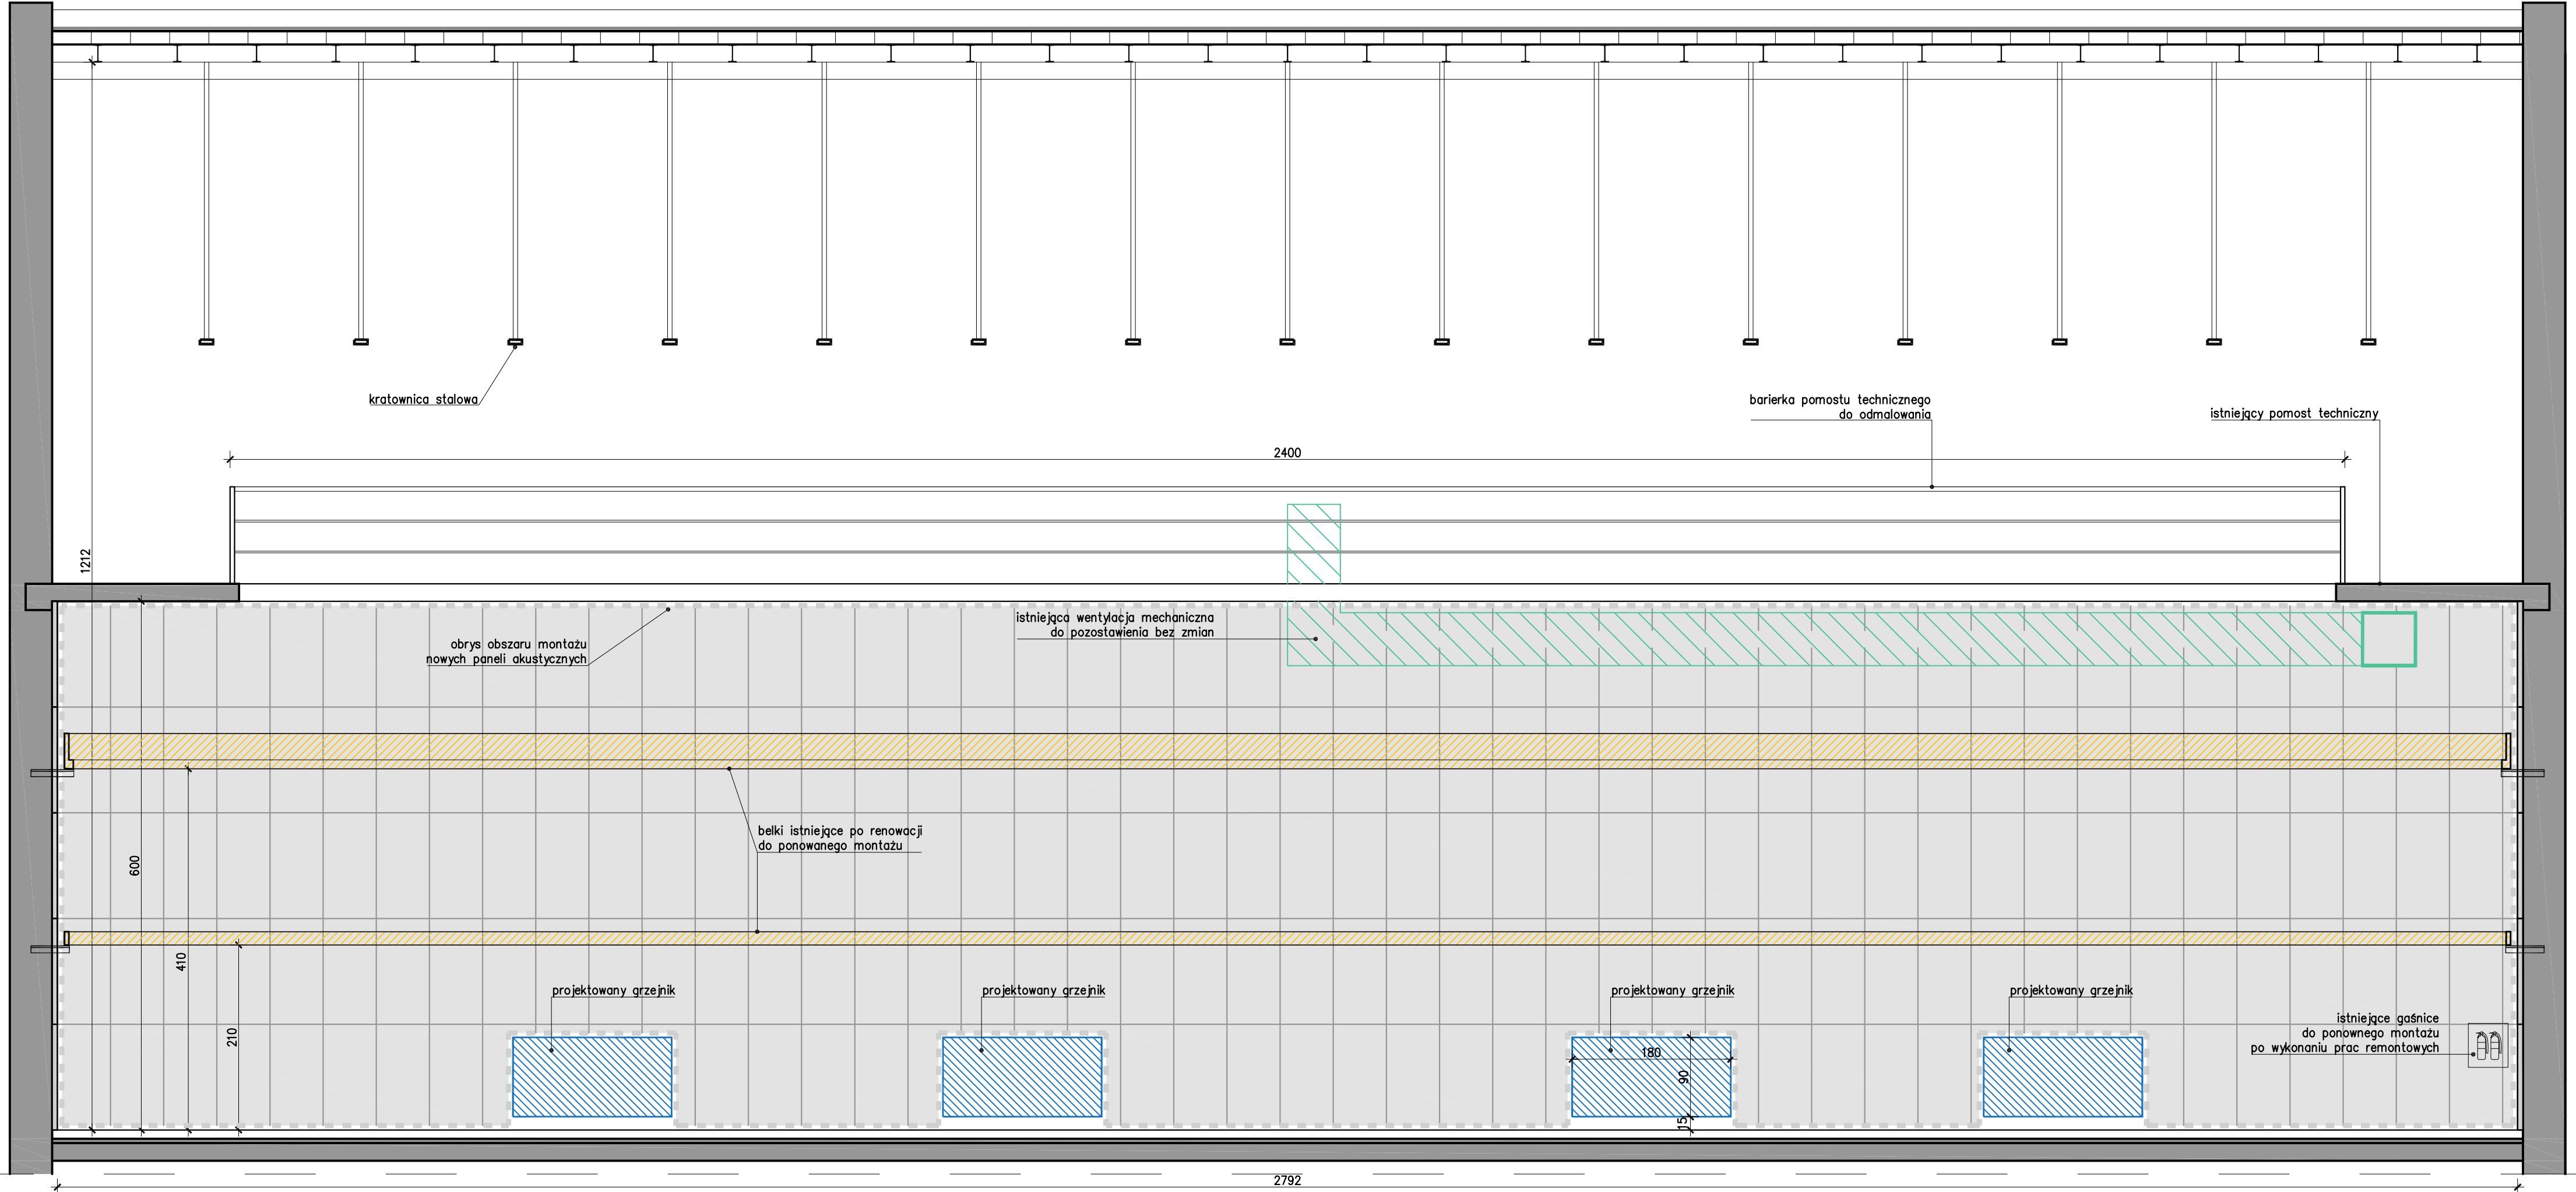 kratownica stalowa
barierka pomostu technicznego
do odmalowania
istniejący pomost techniczny
2400
1212
istniejąca wentylacja mechaniczna
do pozostawienia bez zmian
obrys obszaru montażu
nowych paneli akustycznych
belki istniejące po renowacji
do ponowanego montażu
600
410
210
projektowany grzejnik
projektowany grzejnik
projektowany grzejnik
projektowany grzejnik
180
90
15
istniejące gaśnice
do ponownego montażu
po wykonaniu prac remontowych
2792